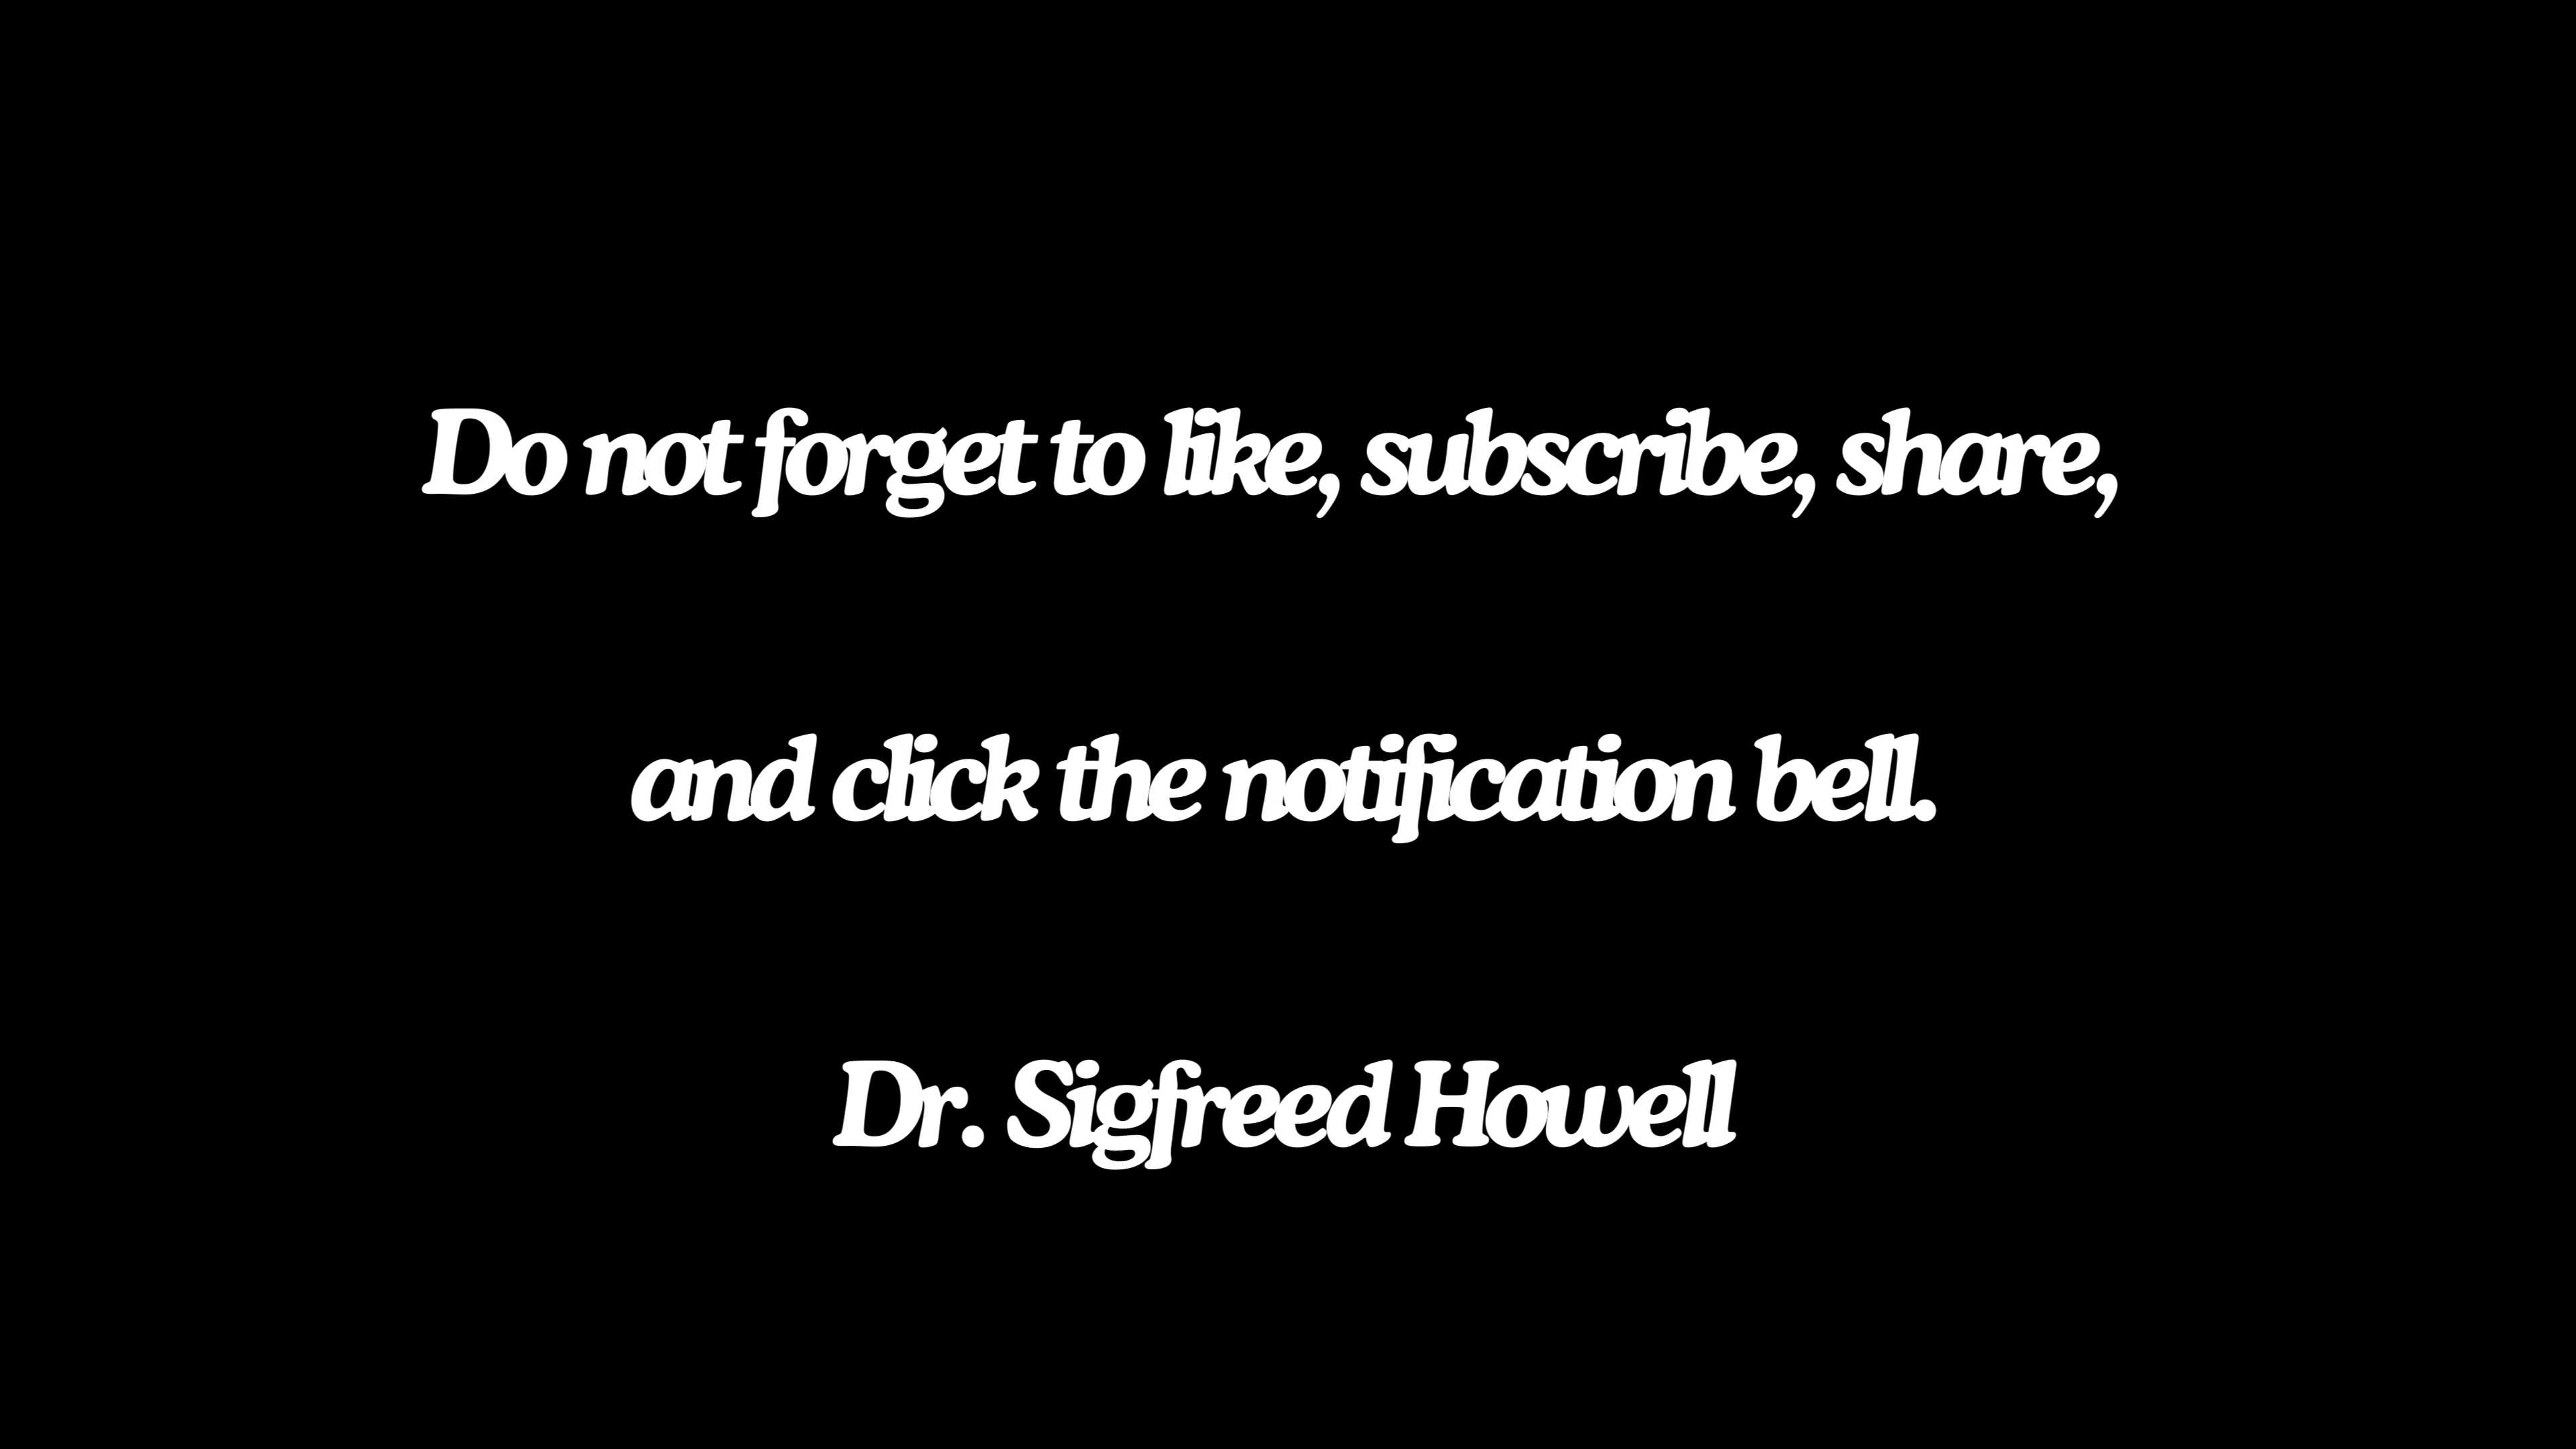 Do not forget to like, subscribe, share,
and click the notification bell.
Dr. Sigfreed Howell